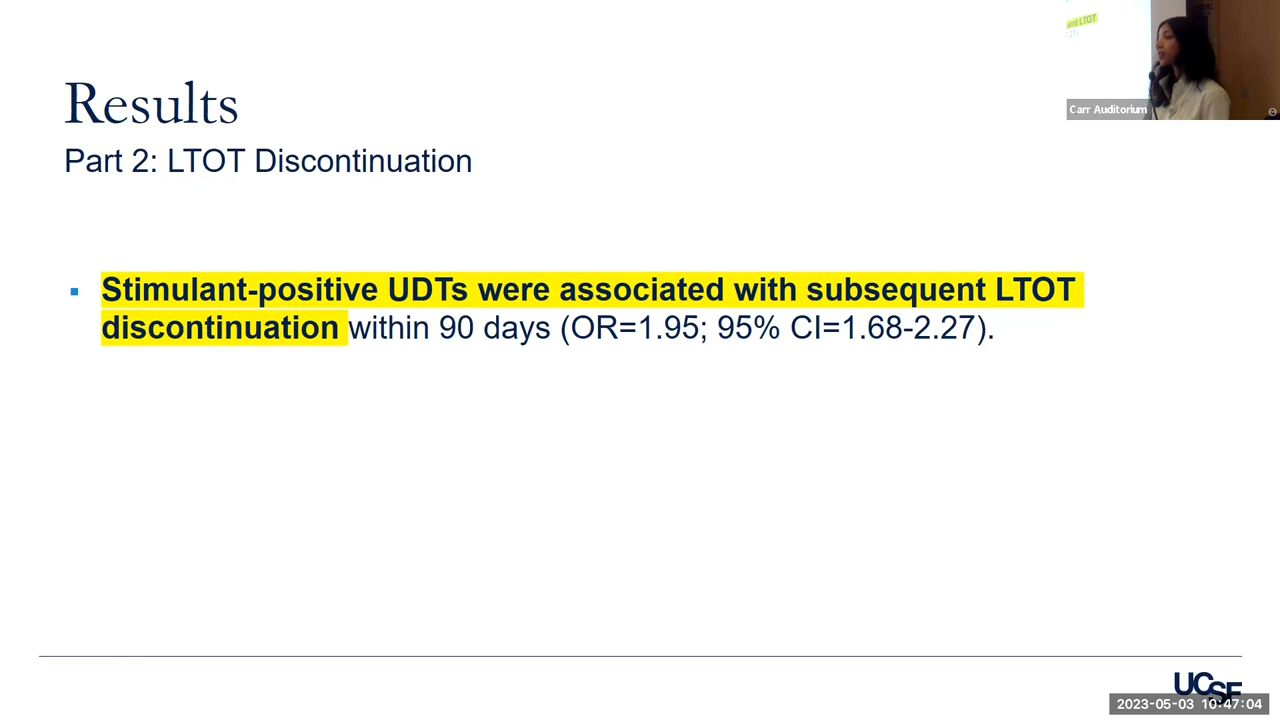 Results
Part 2: LTOT Discontinuation
Stimulant-positive UDTs were associated with subsequent LTOT
discontinuation within 90 days (OR=1.95; 95% CI=1.68-2.27).
LTOT
Carr Auditorium
UCSF
2023-05-03 10:47:04